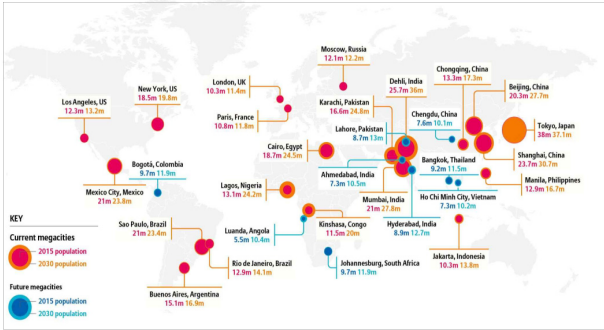 Moscow, Russia
12.1m 12.2m
Chongqing, China
13.3m 17.3m
London, UK
10.3m 11.4m
Dehli, India
25.7m 36m
New York, US
18.5m 19.8m
Beijing, China
20.3m 27.7m
Los Angeles, US
12.3m 13.2m
Karachi, Pakistan
16.6m 24.8m
Chengdu, China
7.6m 10.1m
Paris, France
10.8m 11.8m
Tokyo, Japan
38m 37.1m
Lahore, Pakistan
8.7m 13m
Cairo, Egypt
18.7m 24.5m
Shanghai, China
23.7m 30.7m
Bogotá, Colombia
9.7m 11.9m
Ahmedabad, India
7.3m 10.5m
Bangkok, Thailand
9.2m 11.5m
Mexico City, Mexico
21m 23.8m
Lagos, Nigeria
13.1m 24.2m
Manila, Philippines
12.9m 16.7m
Mumbai, India
21m 27.8m
Ho Chi Minh City, Vietnam
7.3m 10.2m
KEY
Current megacities
2015 population
2030 population
Future megacities
2015 population
2030 population
Sao Paulo, Brazil
21m 23.4m
Luanda, Angola
5.5m 10.4m
Kinshasa, Congo
11.5m 20m
Hyderabad, India
8.9m 12.7m
Rio de Janeiro, Brazil
12.9m 14.1m
Johannesburg, South Africa
9.7m 11.9m
Jakarta, Indonesia
10.3m 13.8m
Buenos Aires, Argentina
15.1m 16.9m